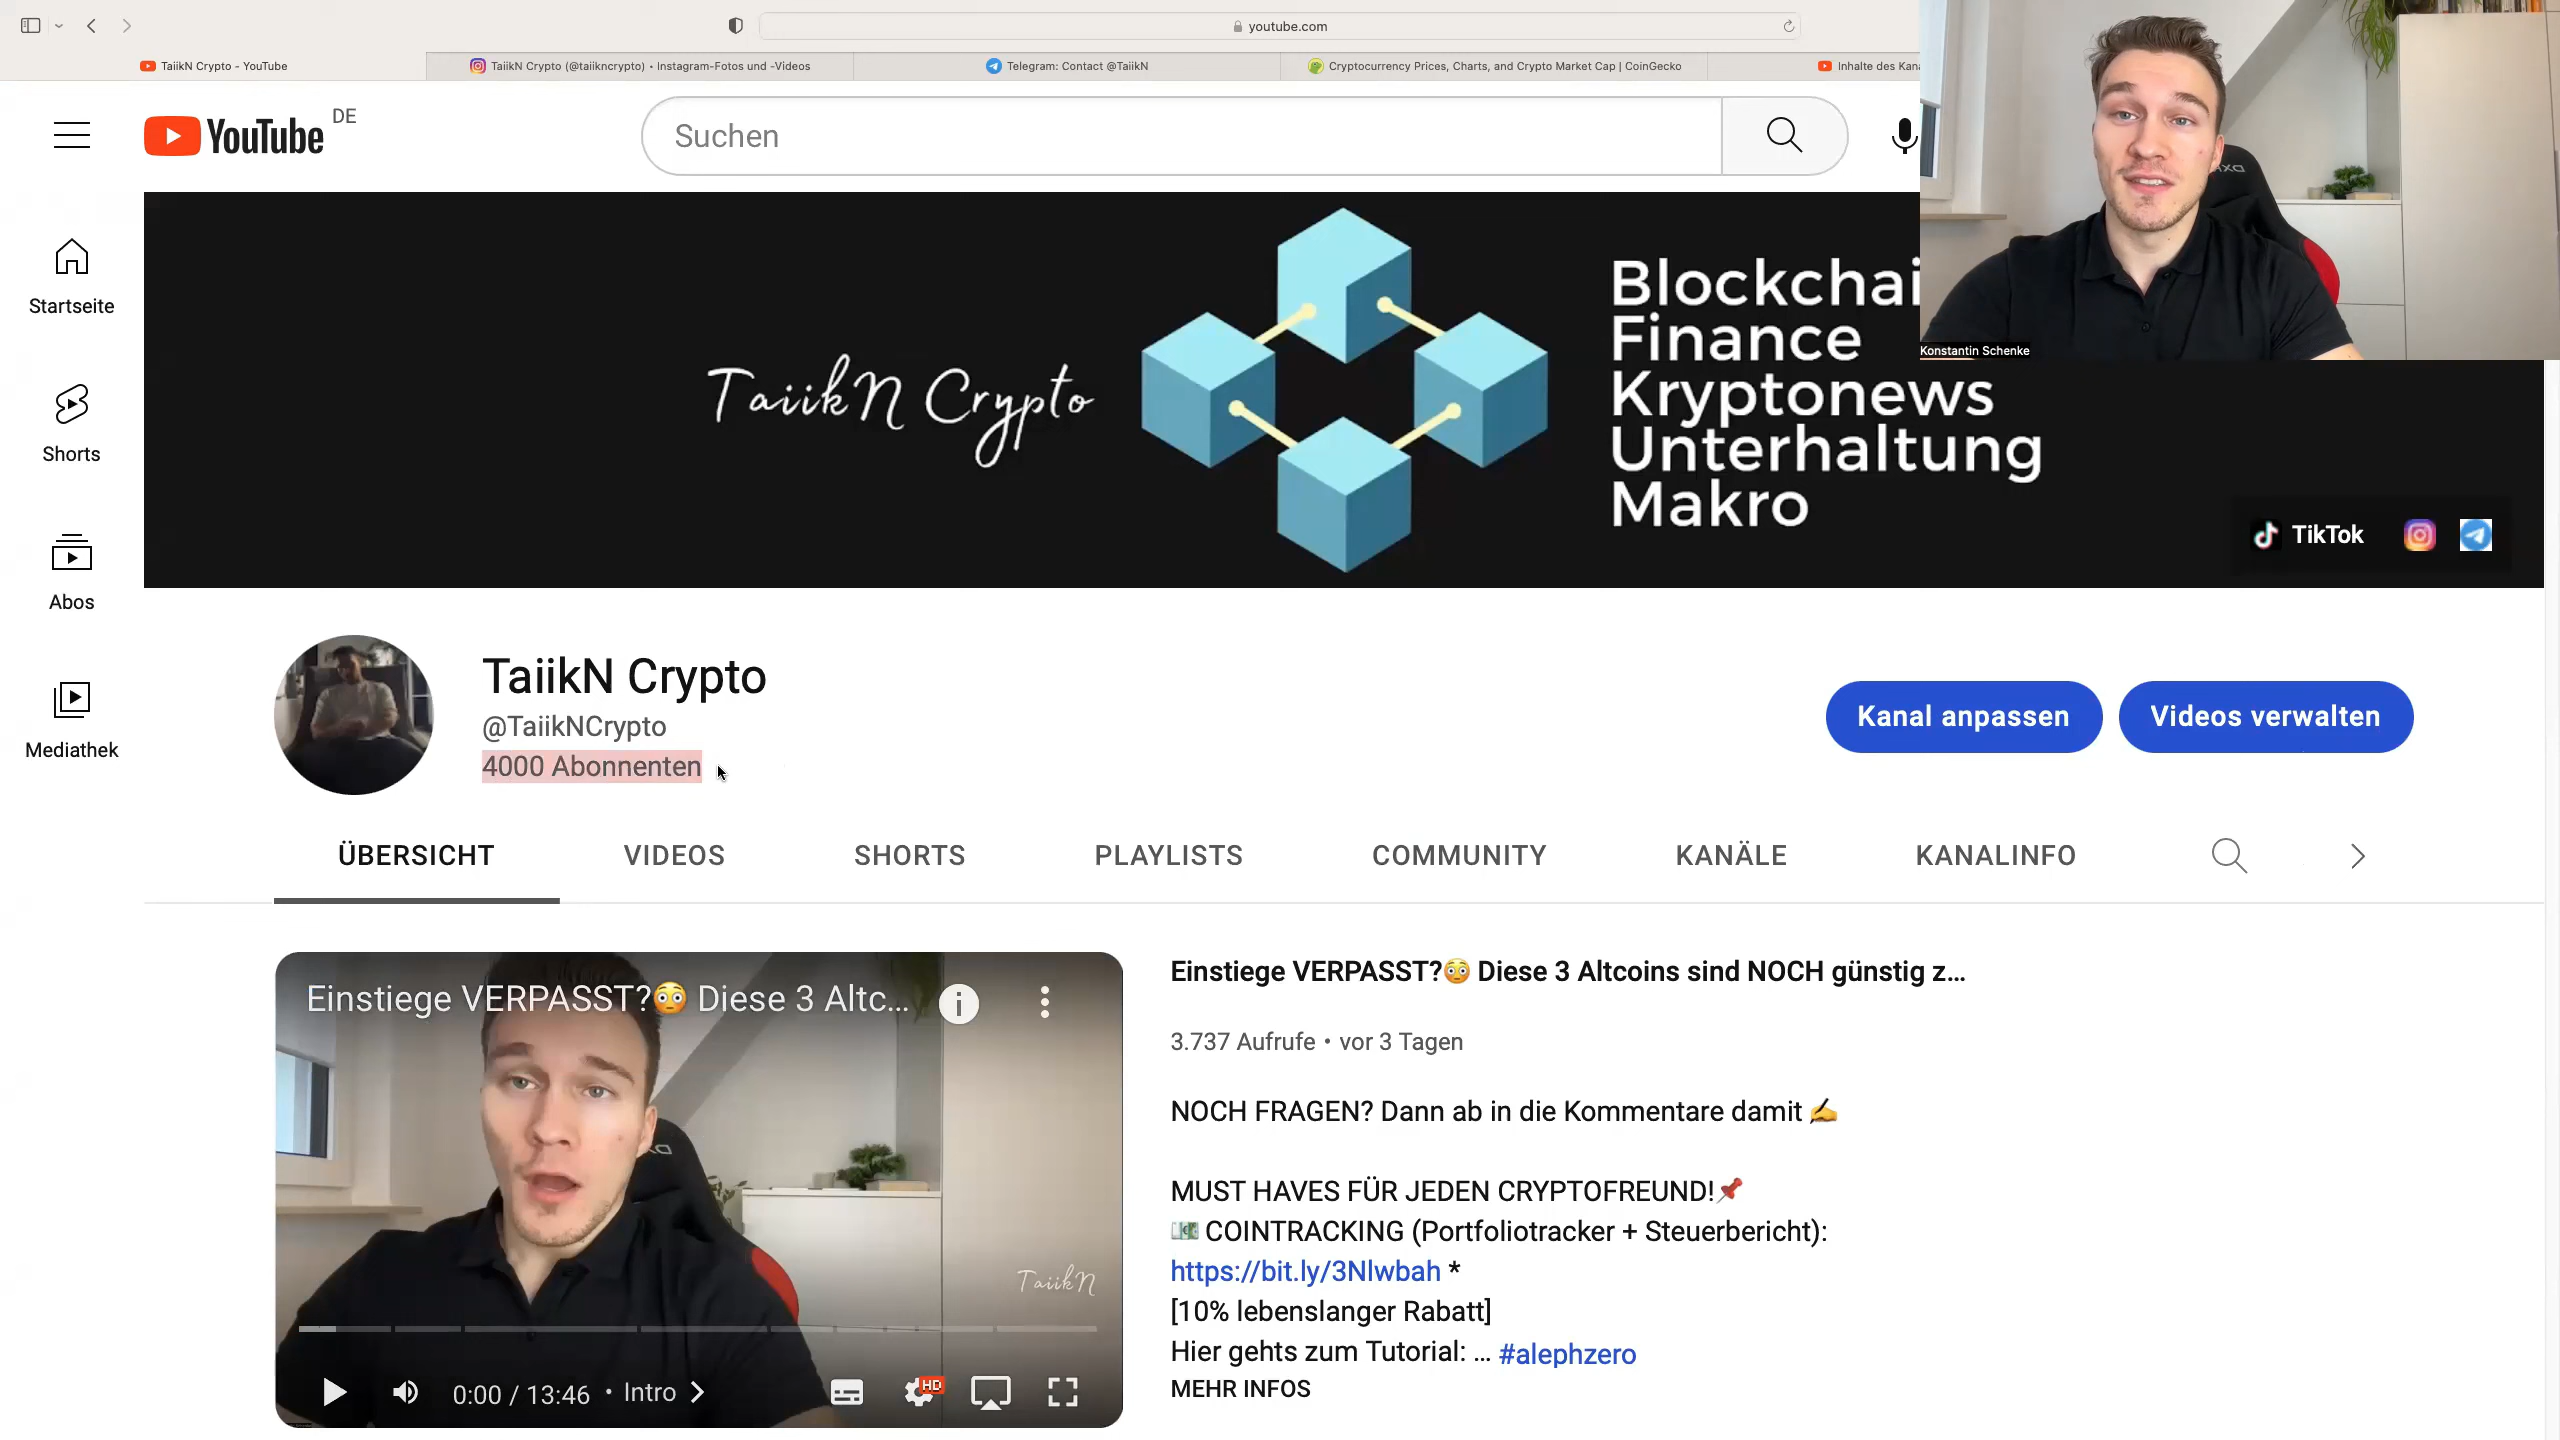 youtube.com
TaiikN Crypto - YouTube
TaiikN Crypto (@taiikncrypto) • Instagram-Fotos und -Videos
Telegram: Contact @TaiikN
Cryptocurrency Prices, Charts, and Crypto Market Cap | CoinGecko
Inhalte des Kana
YouTube DE
Suchen
Startseite
Shorts
Abos
Mediathek
TaiikN Crypto
Blockchai
Finance
Kryptonews
Unterhaltung
Makro
Konstantin Schenke
TikTok
TaiikN Crypto
@TaiikNCrypto
4000 Abonnenten
Kanal anpassen
Videos verwalten
ÜBERSICHT
VIDEOS
SHORTS
PLAYLISTS
COMMUNITY
KANÄLE
KANALINFO
Einstiege VERPASST?😳 Diese 3 Altc...
TaiikN
0:00 / 13:46 • Intro
HD
Einstiege VERPASST?😳 Diese 3 Altcoins sind NOCH günstig z...
3.737 Aufrufe • vor 3 Tagen
NOCH FRAGEN? Dann ab in die Kommentare damit ✍️
MUST HAVES FÜR JEDEN CRYPTOFREUND!📌
💶 COINTRACKING (Portfoliotracker + Steuerbericht):
https://bit.ly/3Nlwbah *
[10% lebenslanger Rabatt]
Hier gehts zum Tutorial: ... #alephzero
MEHR INFOS